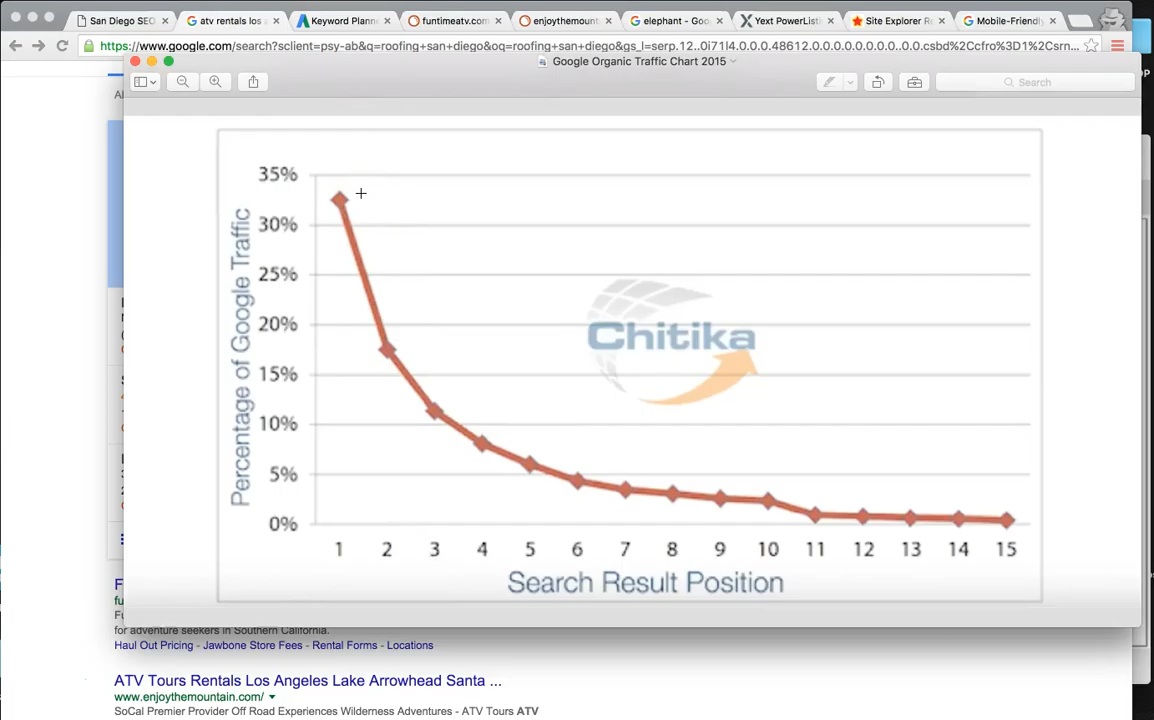 San Diego SEO
atv rentals los
Keyword Plann
funtimeatv.com
enjoythemount
elephant - Goo
Yext PowerListi
Site Explorer R
Mobile-Friendly
https://www.google.com/search?sclient=psy-ab&q=roofing+san+diego&oq=roofing+san+diego&gs_l=serp.12..0i71l4.0.0.0.48612.0.0.0.0.0.0.0.0..0.0.csbd%2Ccfro%3D1%2Csrn...
Google Organic Traffic Chart 2015
Search
35%
30%
25%
20%
15%
10%
5%
0%
Percentage of Google Traffic
Chitika
1 2 3 4 5 6 7 8 9 10 11 12 13 14 15
Search Result Position
F
fu
Fu
for adventure seekers in Southern California.
Haul Out Pricing - Jawbone Store Fees - Rental Forms - Locations
ATV Tours Rentals Los Angeles Lake Arrowhead Santa ...
www.enjoythemountain.com/
SoCal Premier Provider Off Road Experiences Wilderness Adventures - ATV Tours ATV